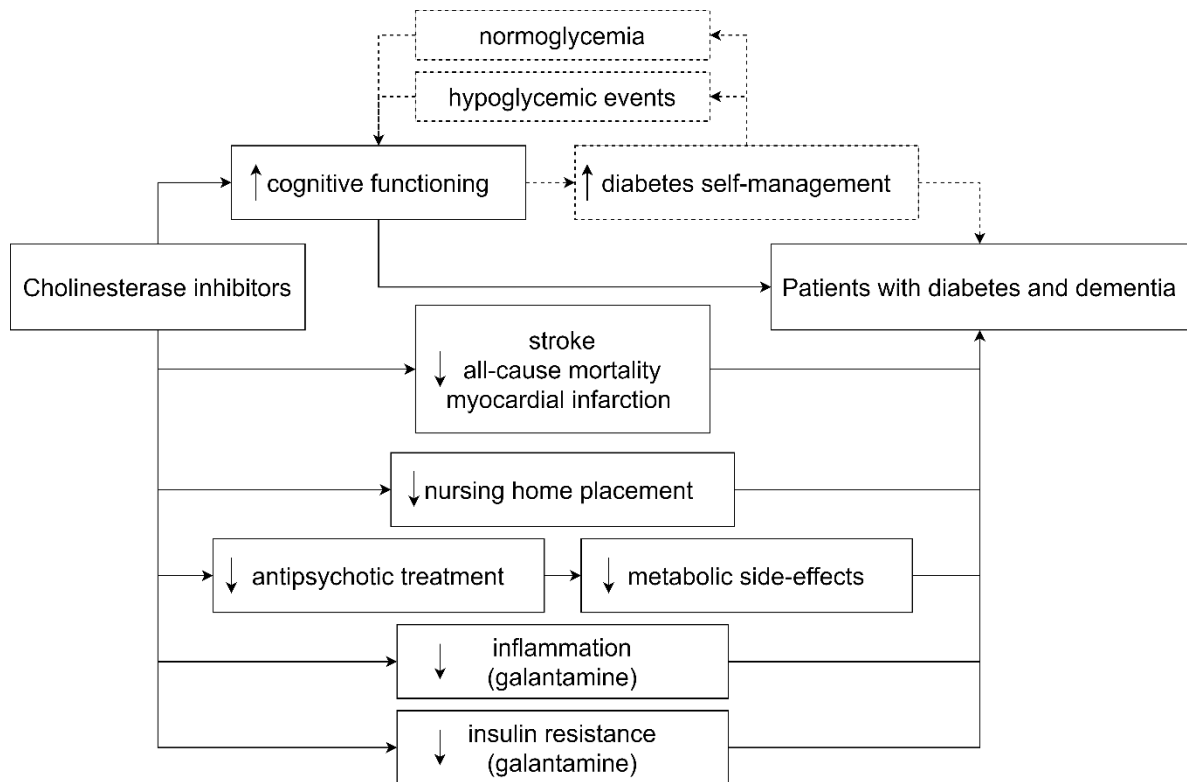 normoglycemia
hypoglycemic events
↑ cognitive functioning
↑ diabetes self-management
Cholinesterase inhibitors
Patients with diabetes and dementia
stroke
↓ all-cause mortality
myocardial infarction
↓ nursing home placement
↓ antipsychotic treatment
↓ metabolic side-effects
↓ inflammation
(galantamine)
↓ insulin resistance
(galantamine)